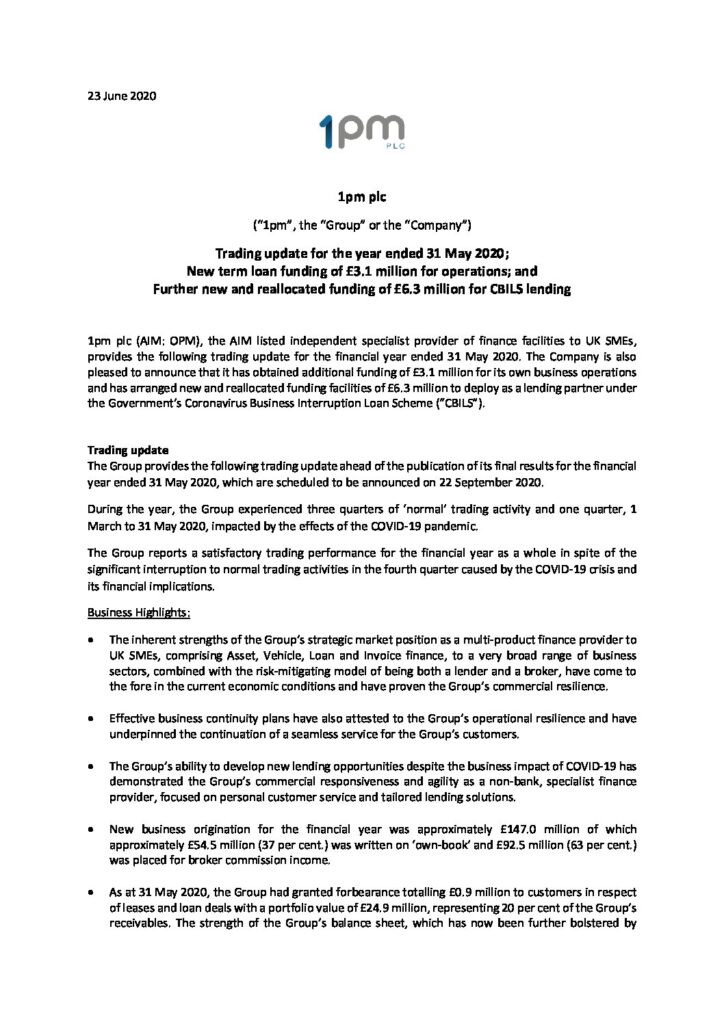 23 June 2020
1pm
PLC
1pm plc
(“1pm”, the “Group” or the “Company”)
Trading update for the year ended 31 May 2020;
New term loan funding of £3.1 million for operations; and
Further new and reallocated funding of £6.3 million for CBILS lending
1pm plc (AIM: OPM), the AIM listed independent specialist provider of finance facilities to UK SMEs,
provides the following trading update for the financial year ended 31 May 2020. The Company is also
pleased to announce that it has obtained additional funding of £3.1 million for its own business operations
and has arranged new and reallocated funding facilities of £6.3 million to deploy as a lending partner under
the Government’s Coronavirus Business Interruption Loan Scheme (“CBILS”).
Trading update
The Group provides the following trading update ahead of the publication of its final results for the financial
year ended 31 May 2020, which are scheduled to be announced on 22 September 2020.
During the year, the Group experienced three quarters of ‘normal’ trading activity and one quarter, 1
March to 31 May 2020, impacted by the effects of the COVID-19 pandemic.
The Group reports a satisfactory trading performance for the financial year as a whole in spite of the
significant interruption to normal trading activities in the fourth quarter caused by the COVID-19 crisis and
its financial implications.
Business Highlights:
• The inherent strengths of the Group’s strategic market position as a multi-product finance provider to
UK SMEs, comprising Asset, Vehicle, Loan and Invoice finance, to a very broad range of business
sectors, combined with the risk-mitigating model of being both a lender and a broker, have come to
the fore in the current economic conditions and have proven the Group’s commercial resilience.
• Effective business continuity plans have also attested to the Group’s operational resilience and have
underpinned the continuation of a seamless service for the Group’s customers.
• The Group’s ability to develop new lending opportunities despite the business impact of COVID-19 has
demonstrated the Group’s commercial responsiveness and agility as a non-bank, specialist finance
provider, focused on personal customer service and tailored lending solutions.
• New business origination for the financial year was approximately £147.0 million of which
approximately £54.5 million (37 per cent.) was written on ‘own-book’ and £92.5 million (63 per cent.)
was placed for broker commission income.
• As at 31 May 2020, the Group had granted forbearance totalling £0.9 million to customers in respect
of leases and loan deals with a portfolio value of £24.9 million, representing 20 per cent of the Group’s
receivables. The strength of the Group’s balance sheet, which has now been further bolstered by